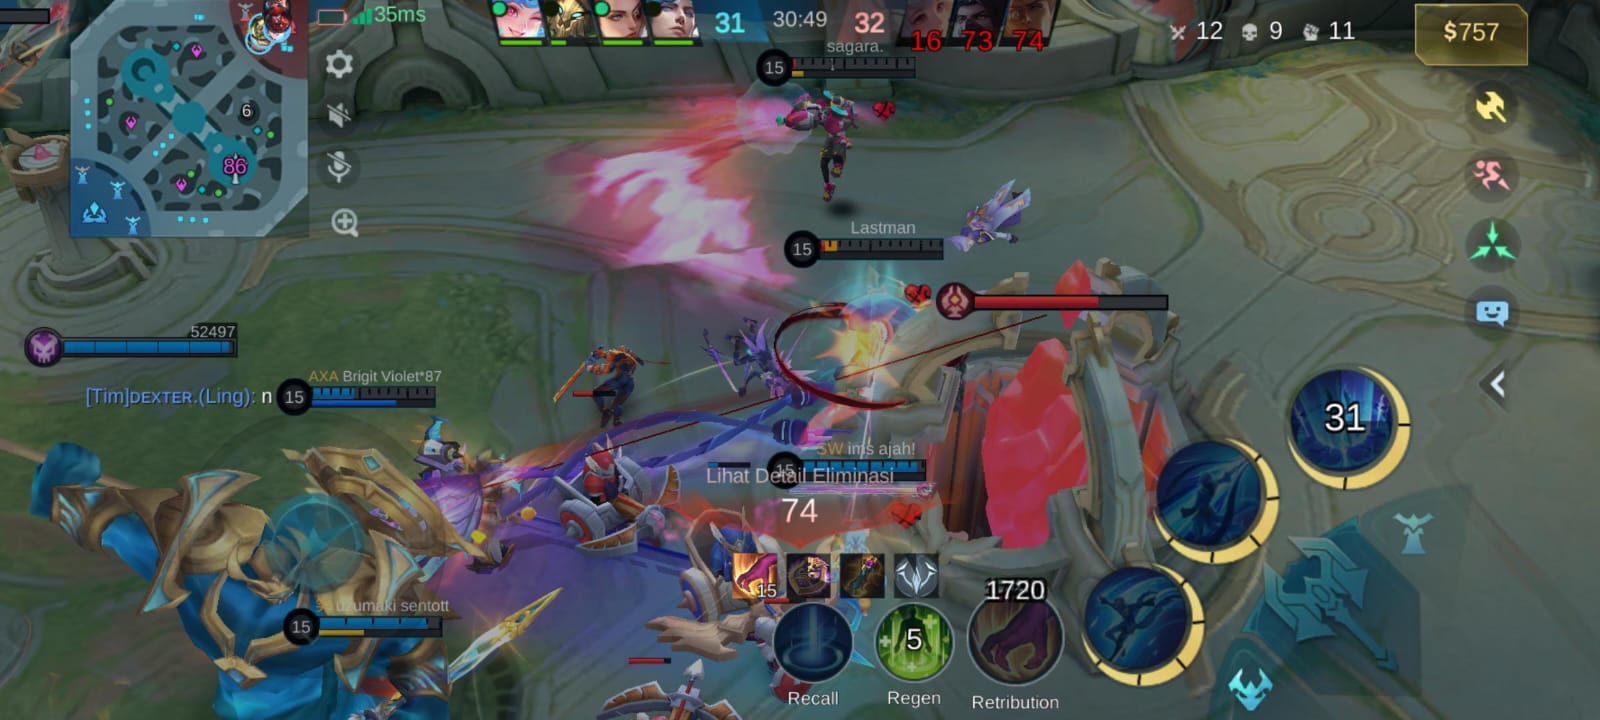 35ms
31 30:49 32
16 73 74
12 9 11
$757
sagara.
15
6
86
Lastman
15
52497
AXA Brigit Violet*87
[Tim]DEXTER.(Ling): n 15
31
SW ims ajah!
15
Lihat Detail Eliminasi
74
uzumaki sentott
15
15
1720
5
Recall Regen Retribution